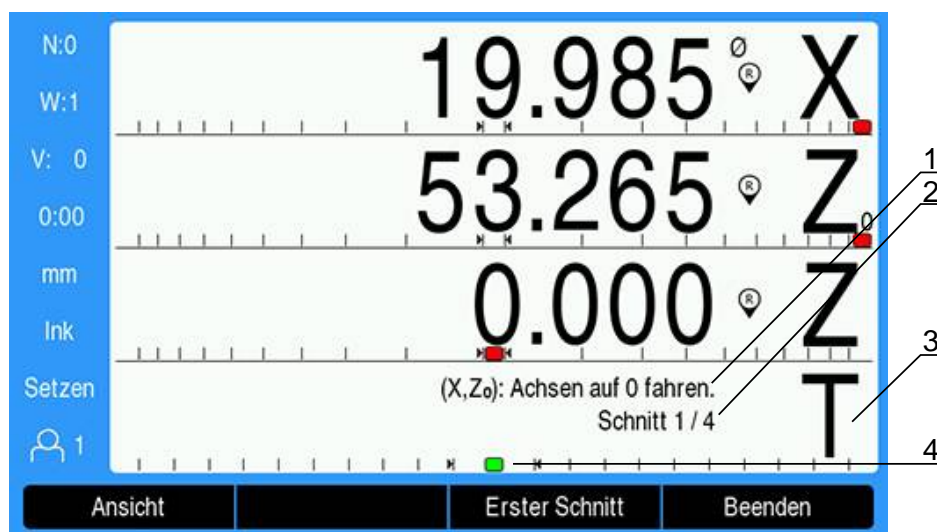 N:0
W:1
V: 0
0:00
mm
Ink
Setzen
1
19.985 Ø R X
53.265 R Z0
0.000 R Z
(X,Z0): Achsen auf 0 fahren.
Schnitt 1 / 4
T
1
2
3
4
Ansicht
Erster Schnitt
Beenden